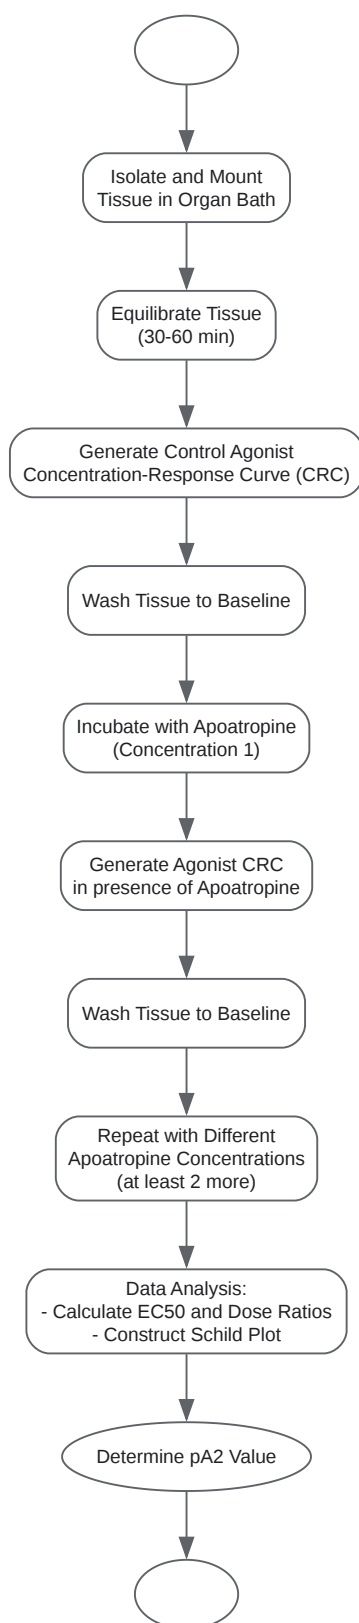 Isolate and Mount
Tissue in Organ Bath
Equilibrate Tissue
(30-60 min)
Generate Control Agonist
Concentration-Response Curve (CRC)
Wash Tissue to Baseline
Incubate with Apoatropine
(Concentration 1)
Generate Agonist CRC
in presence of Apoatropine
Wash Tissue to Baseline
Repeat with Different
Apoatropine Concentrations
(at least 2 more)
Data Analysis:
- Calculate EC50 and Dose Ratios
- Construct Schild Plot
Determine pA2 Value